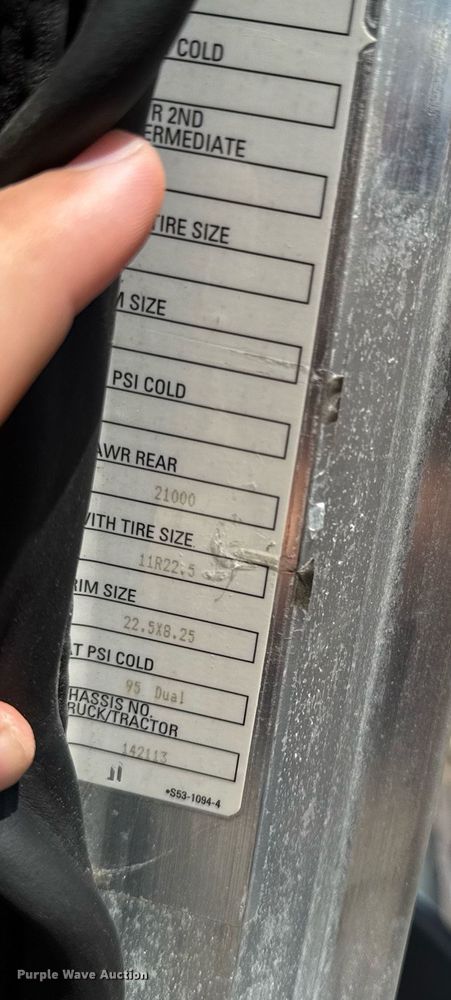 COLD
R 2ND
ERMEDIATE
TIRE SIZE
M SIZE
PSI COLD
AWR REAR
21000
WITH TIRE SIZE
11R22.5
RIM SIZE
22.5X8.25
AT PSI COLD
95 Dual
HASSIS NO.
RUCK/TRACTOR
142113
•S53-1094-4
Purple Wave Auction